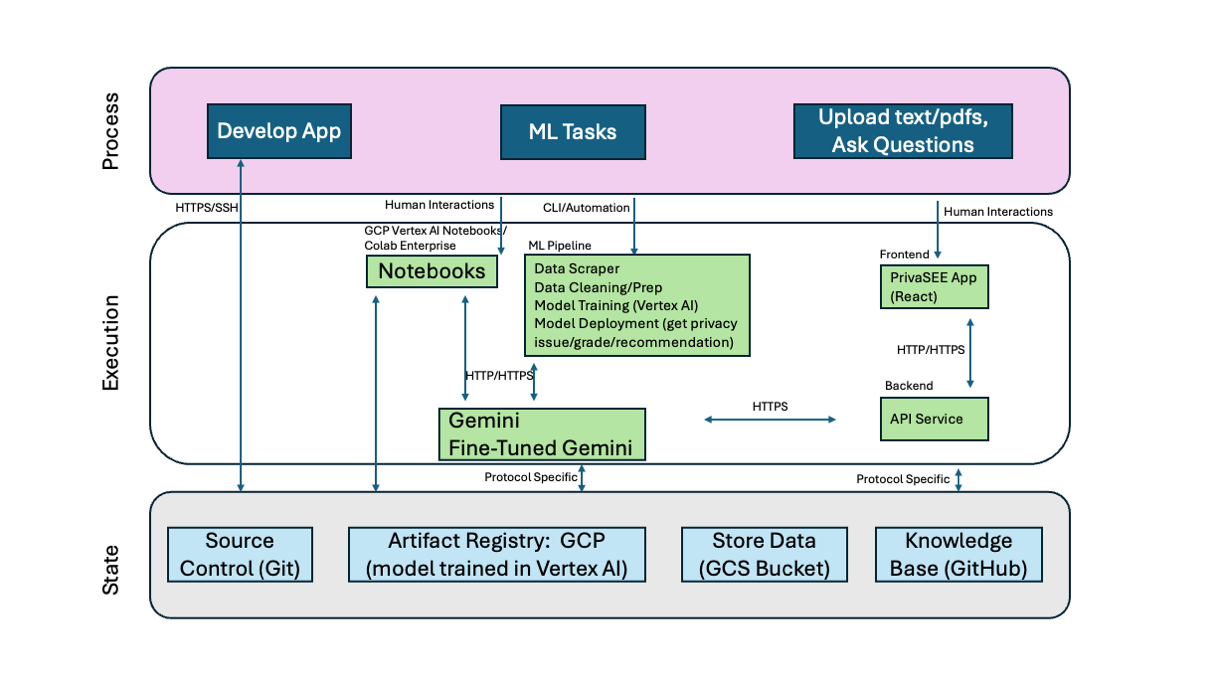 Process
Develop App
ML Tasks
Upload text/pdfs,
Ask Questions
HTTPS/SSH
Human Interactions
CLI/Automation
Human Interactions
Execution
GCP Vertex AI Notebooks/
Colab Enterprise
Notebooks
ML Pipeline
Data Scraper
Data Cleaning/Prep
Model Training (Vertex AI)
Model Deployment (get privacy
issue/grade/recommendation)
Frontend
PrivaSEE App
(React)
HTTP/HTTPS
HTTP/HTTPS
Gemini
Fine-Tuned Gemini
HTTPS
Backend
API Service
Protocol Specific
Protocol Specific
State
Source
Control (Git)
Artifact Registry: GCP
(model trained in Vertex AI)
Store Data
(GCS Bucket)
Knowledge
Base (GitHub)